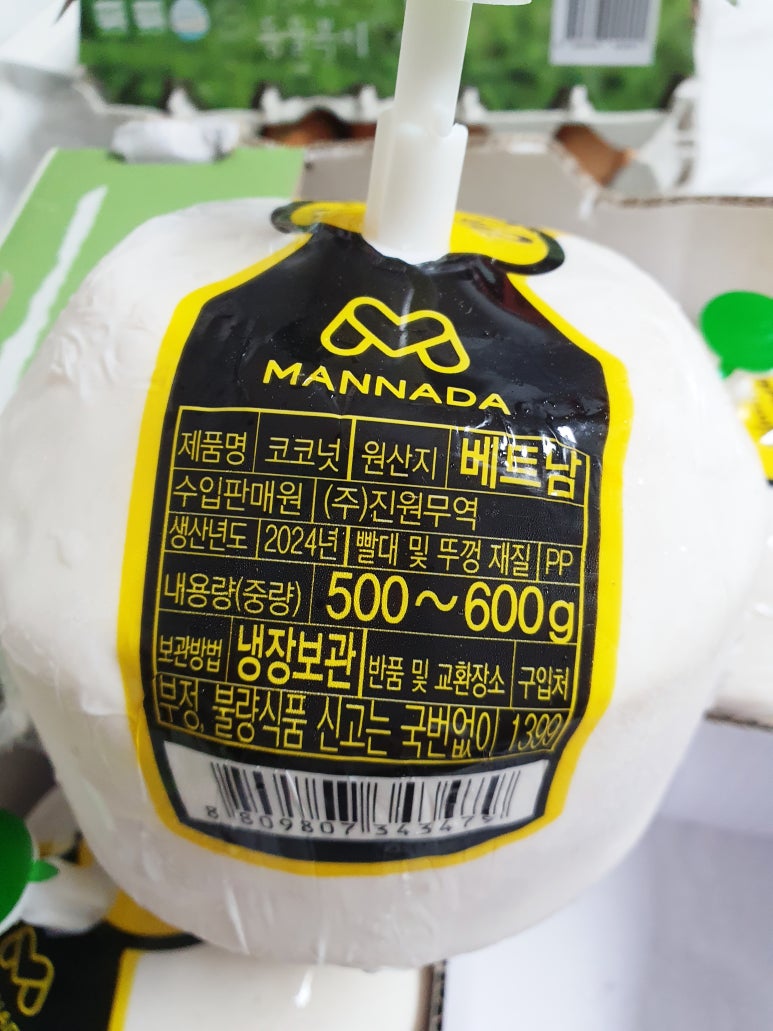 MANNADA
제품명 코코넛 원산지 베트남
수입판매원 (주)진원무역
생산년도 2024년 빨대 및 뚜껑 재질 PP
내용량(중량) 500~600g
보관방법 냉장보관 반품 및 교환장소 구입처
부정, 불량식품 신고는 국번없이 1399
8 809807 343473